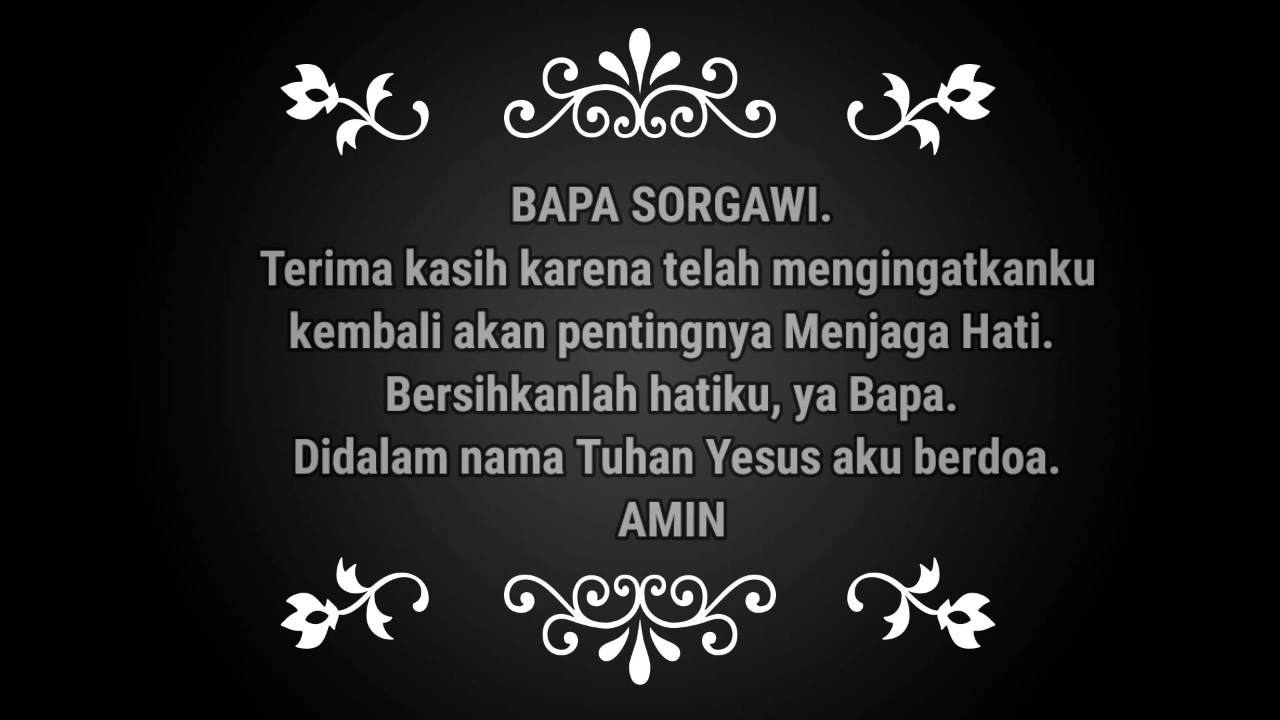 BAPA SORGAWI.
Terima kasih karena telah mengingatkanku
kembali akan pentingnya Menjaga Hati.
Bersihkanlah hatiku, ya Bapa.
Didalam nama Tuhan Yesus aku berdoa.
AMIN